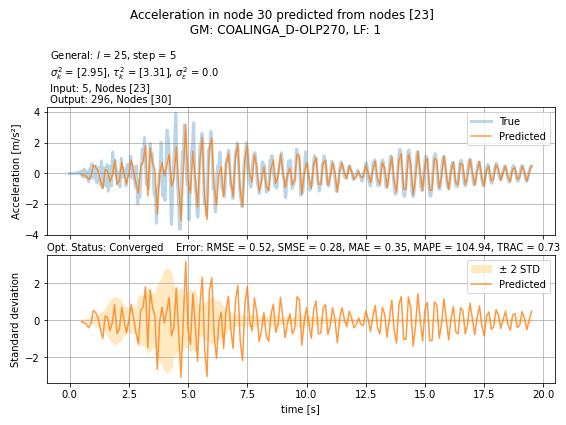 Acceleration in node 30 predicted from nodes [23]
GM: COALINGA_D-OLP270, LF: 1
General: l = 25, step = 5
σ²ₖ = [2.95], τ²ₖ = [3.31], σ²_ε = 0.0
Input: 5, Nodes [23]
Output: 296, Nodes [30]
Acceleration [m/s²]
4
2
0
−2
−4
True
Predicted
Opt. Status: Converged Error: RMSE = 0.52, SMSE = 0.28, MAE = 0.35, MAPE = 104.94, TRAC = 0.73
Standard deviation
2
0
−2
± 2 STD
Predicted
0.0 2.5 5.0 7.5 10.0 12.5 15.0 17.5 20.0
time [s]